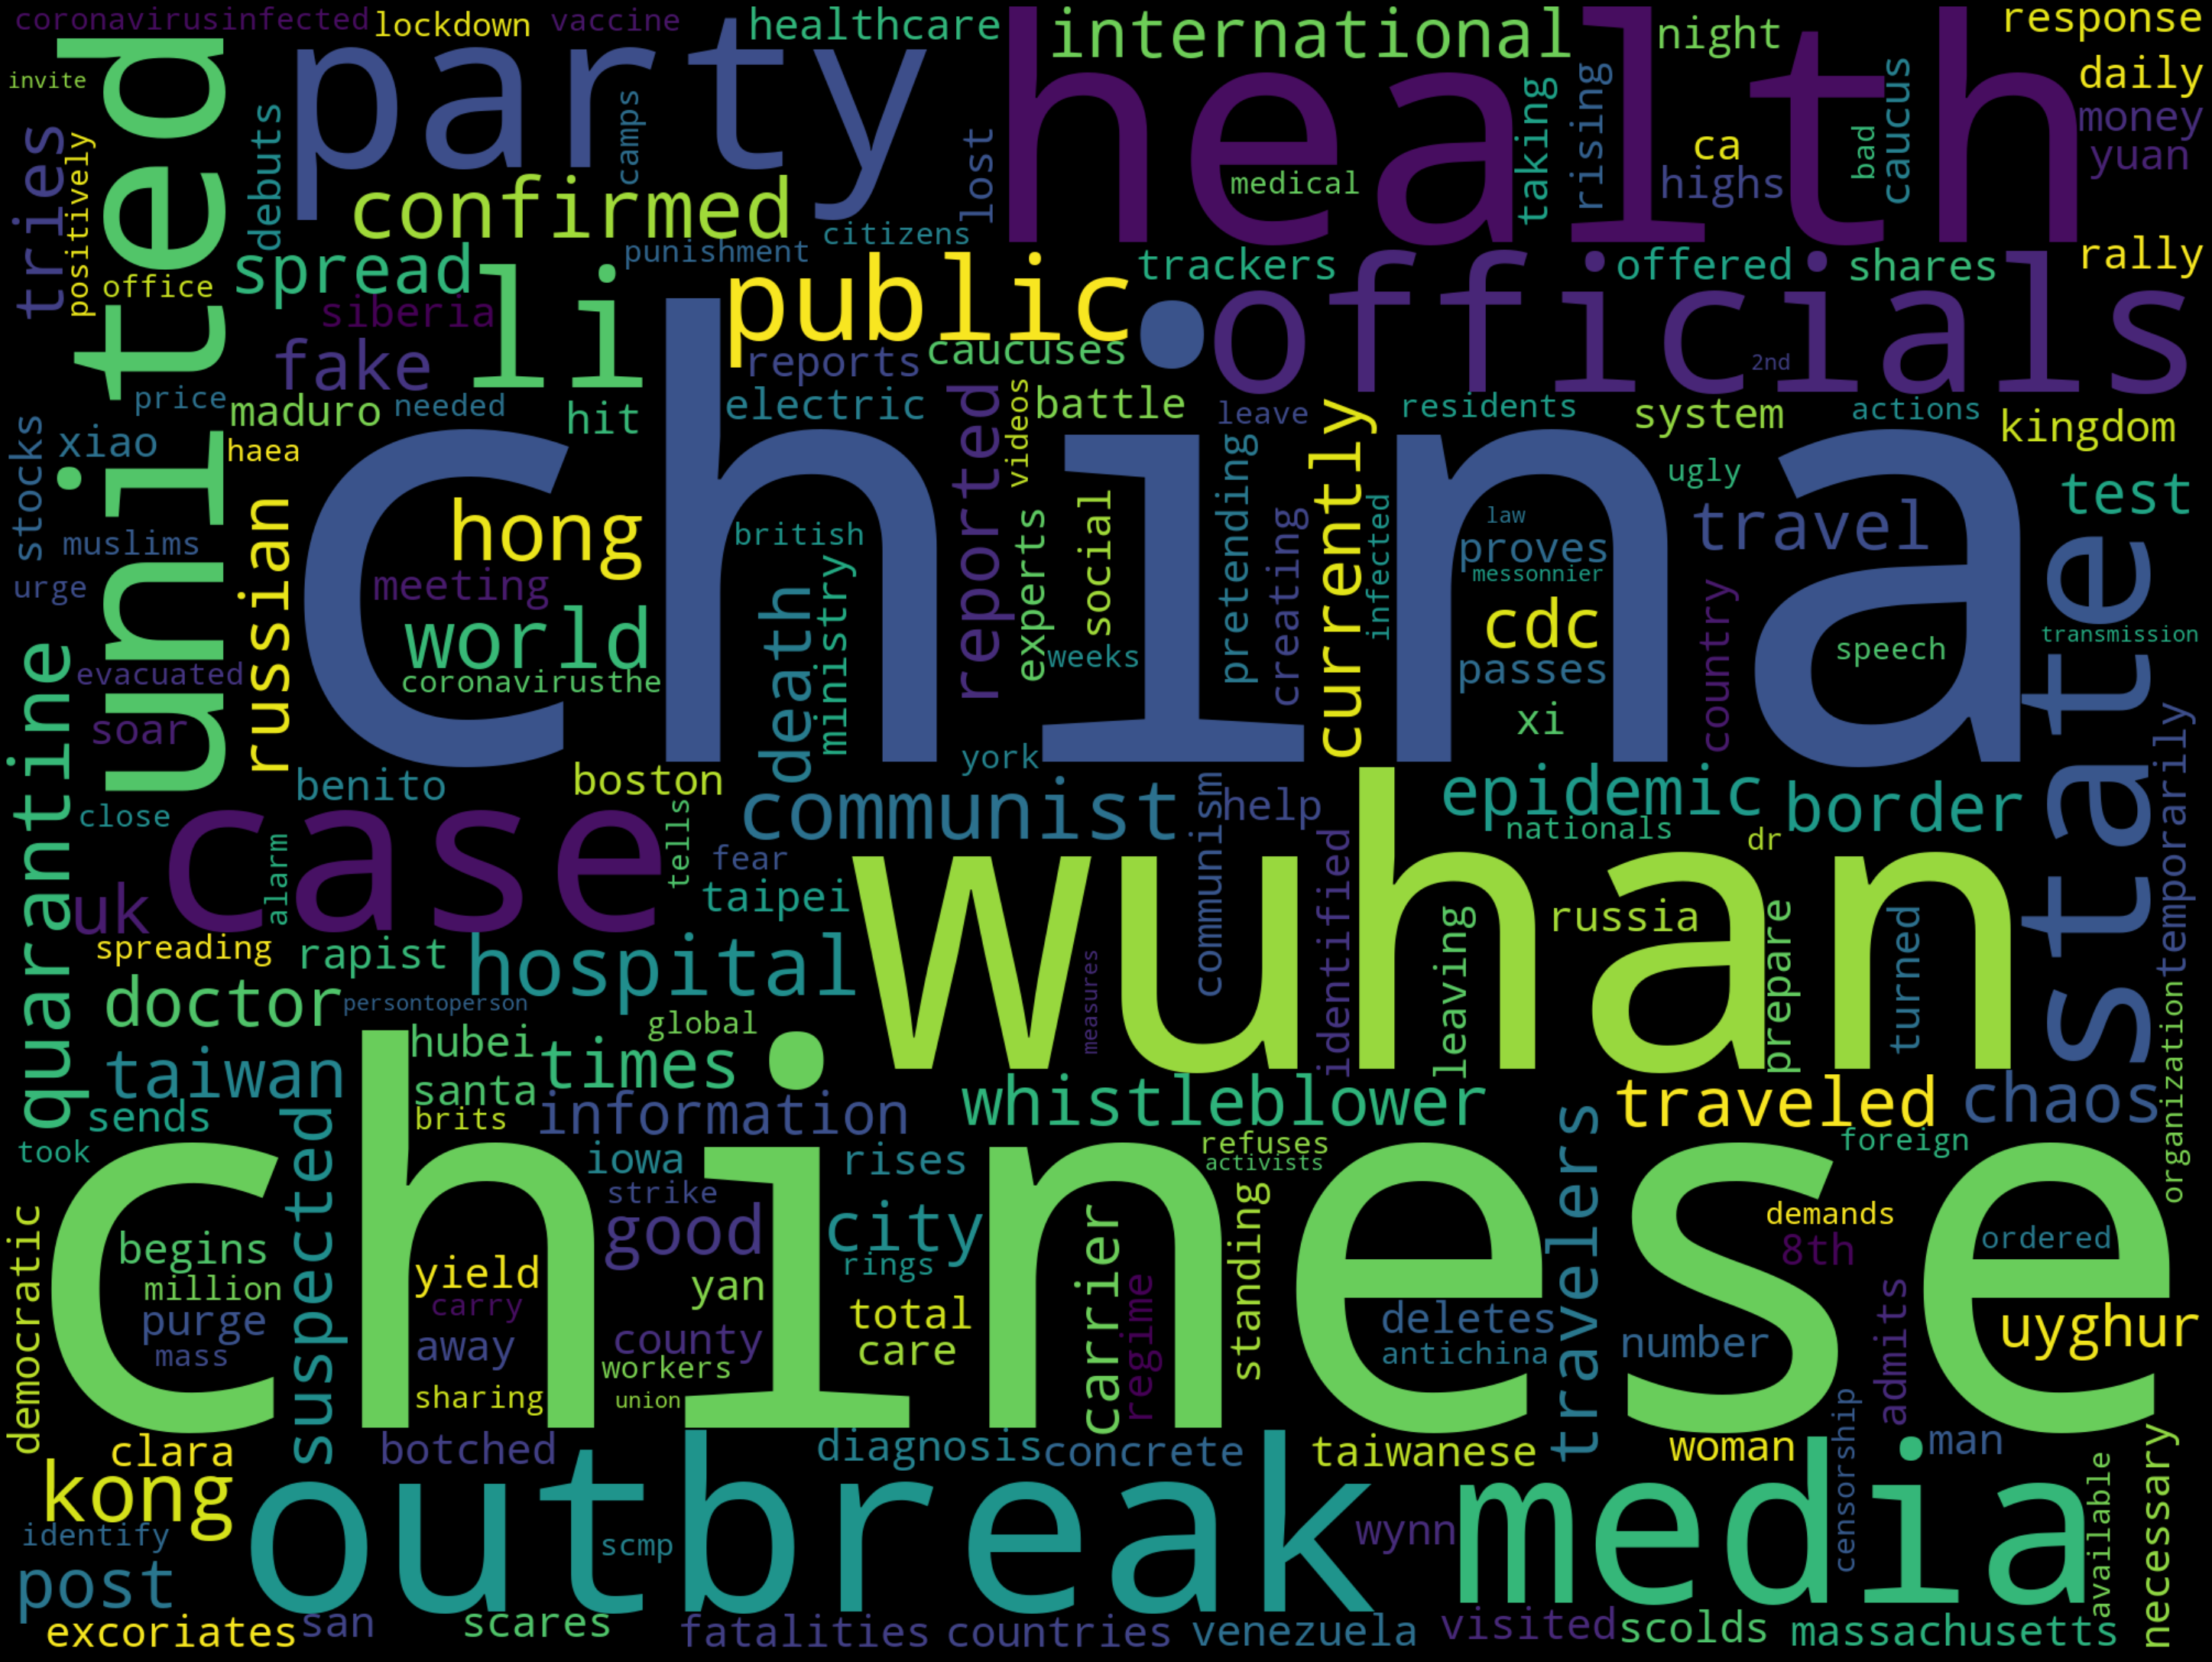 coronavirusinfected lockdown vaccine healthcare international night response
invite party health daily
united camps lost taking rising ca caucus money
tries positively debuts medical highs bad yuan
confirmed citizens
office spread li punishment public trackers officials offered shares rally
siberia
fake reports caucuses 2nd
price maduro needed hit electric reported videos battle leave currently residents system actions kingdom
stocks xiao haea china ugly test
muslims russian hong british experts social pretending creating infected law proves travel state
urge meeting ministry messonnier
quarantine world death cdc country speech transmission
evacuated coronavirusthe weeks passes
soar york xi temporarily
benito boston communist communism help epidemic border
close case tells nationals
alarm fear identified dr
uk taipei wuhan leaving russia prepare turned
spreading rapist hospital measures
doctor persontoperson global
hubei times
taiwan santa information whistleblower traveled chaos organization
sends suspected brits travelers
took chinese iowa rises refuses foreign
strike activists
democratic begins good city carrier standing demands uyghur
yield rings 8th ordered
million carry yan regime
purge away county total deletes number admits
mass workers care antichina
sharing union
clara botched diagnosis concrete taiwanese woman censorship man necessary
kong outbreak media available
identify scmp wynn
post
excoriates san scares fatalities countries venezuela visited scolds massachusetts